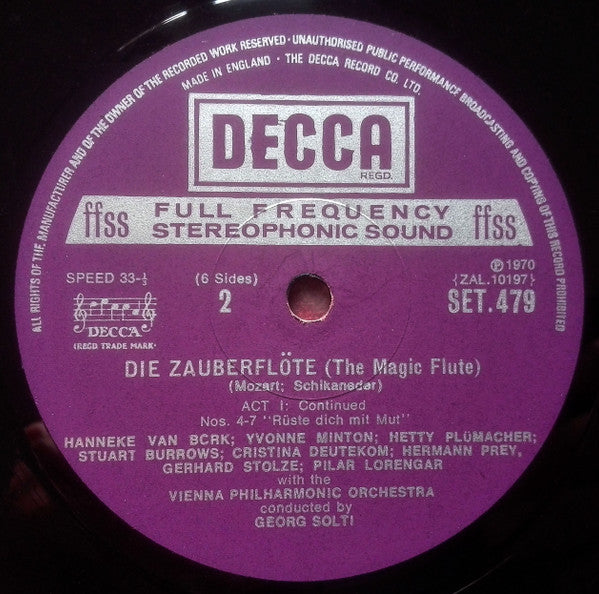 ALL RIGHTS OF THE MANUFACTURER AND OF THE OWNER OF THE RECORDED WORK RESERVED · UNAUTHORISED PUBLIC PERFORMANCE BROADCASTING AND COPYING OF THIS RECORD PROHIBITED
MADE IN ENGLAND · THE DECCA RECORD CO. LTD.
DECCA
REGD.
ffss FULL FREQUENCY ffss
STEREOPHONIC SOUND
SPEED 33-⅓ (6 Sides) ℗ 1970
2 {ZAL.10197}
SET.479
DECCA
(REGD. TRADE MARK)
DIE ZAUBERFLÖTE (The Magic Flute)
(Mozart; Schikaneder)
ACT I: Continued
Nos. 4-7 "Rüste dich mit Mut"
HANNEKE VAN BORK; YVONNE MINTON; HETTY PLÜMACHER;
STUART BURROWS; CRISTINA DEUTEKOM; HERMANN PREY,
GERHARD STOLZE; PILAR LORENGAR
with the
VIENNA PHILHARMONIC ORCHESTRA
conducted by
GEORG SOLTI